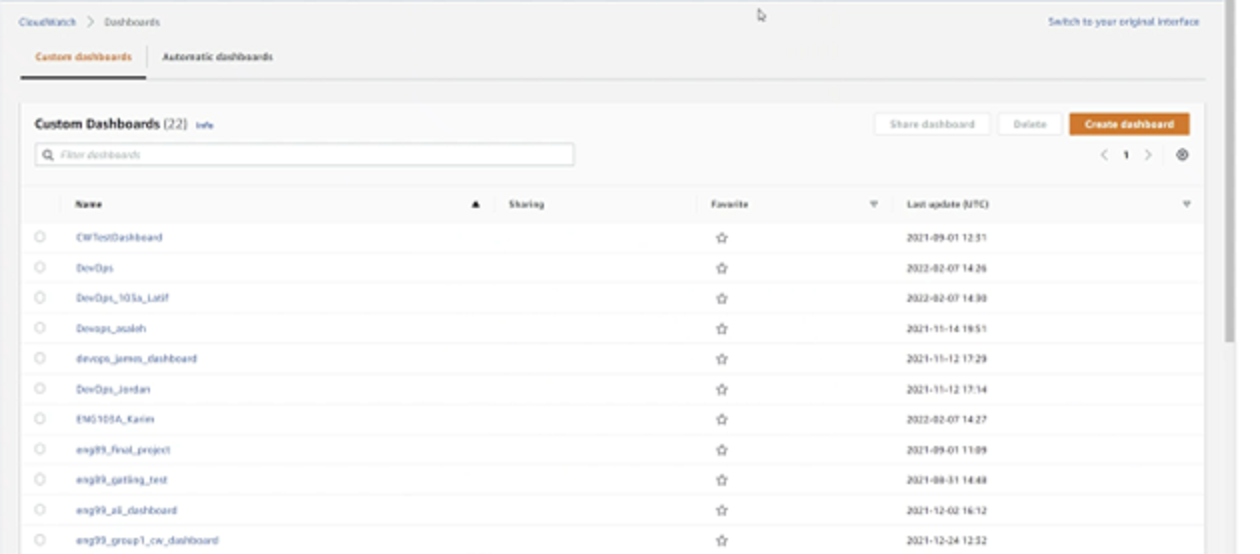 CloudWatch > Dashboards
Switch to your original interface
Custom dashboards
Automatic dashboards
Custom Dashboards (22) Info
Share dashboard
Delete
Create dashboard
Filter dashboards
1
Name Sharing Favorite Last update (UTC)
CWTestDashboard 2021-09-01 12:31
DevOps 2022-02-07 14:26
DevOps_103a_Latif 2022-02-07 14:30
Devops_asaleh 2021-11-14 19:51
devops_james_dashboard 2021-11-12 17:29
DevOps_Jordan 2021-11-12 17:14
ENG103A_Karim 2022-02-07 14:27
eng89_final_project 2021-09-01 11:09
eng89_gatling_test 2021-08-31 14:48
eng99_ali_dashboard 2021-12-02 16:12
eng99_group1_cw_dashboard 2021-12-24 12:32